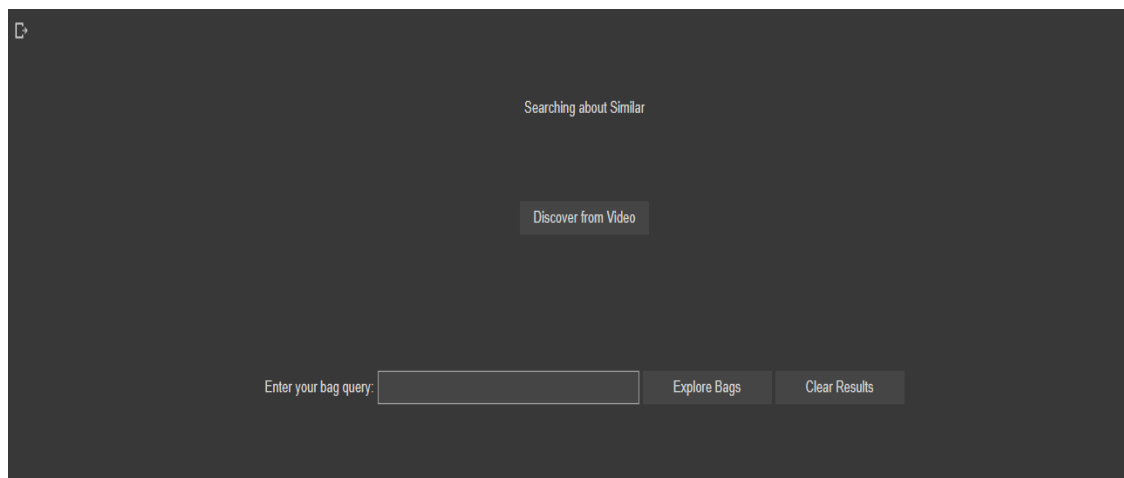 Searching about Similar
Discover from Video
Enter your bag query: Explore Bags Clear Results